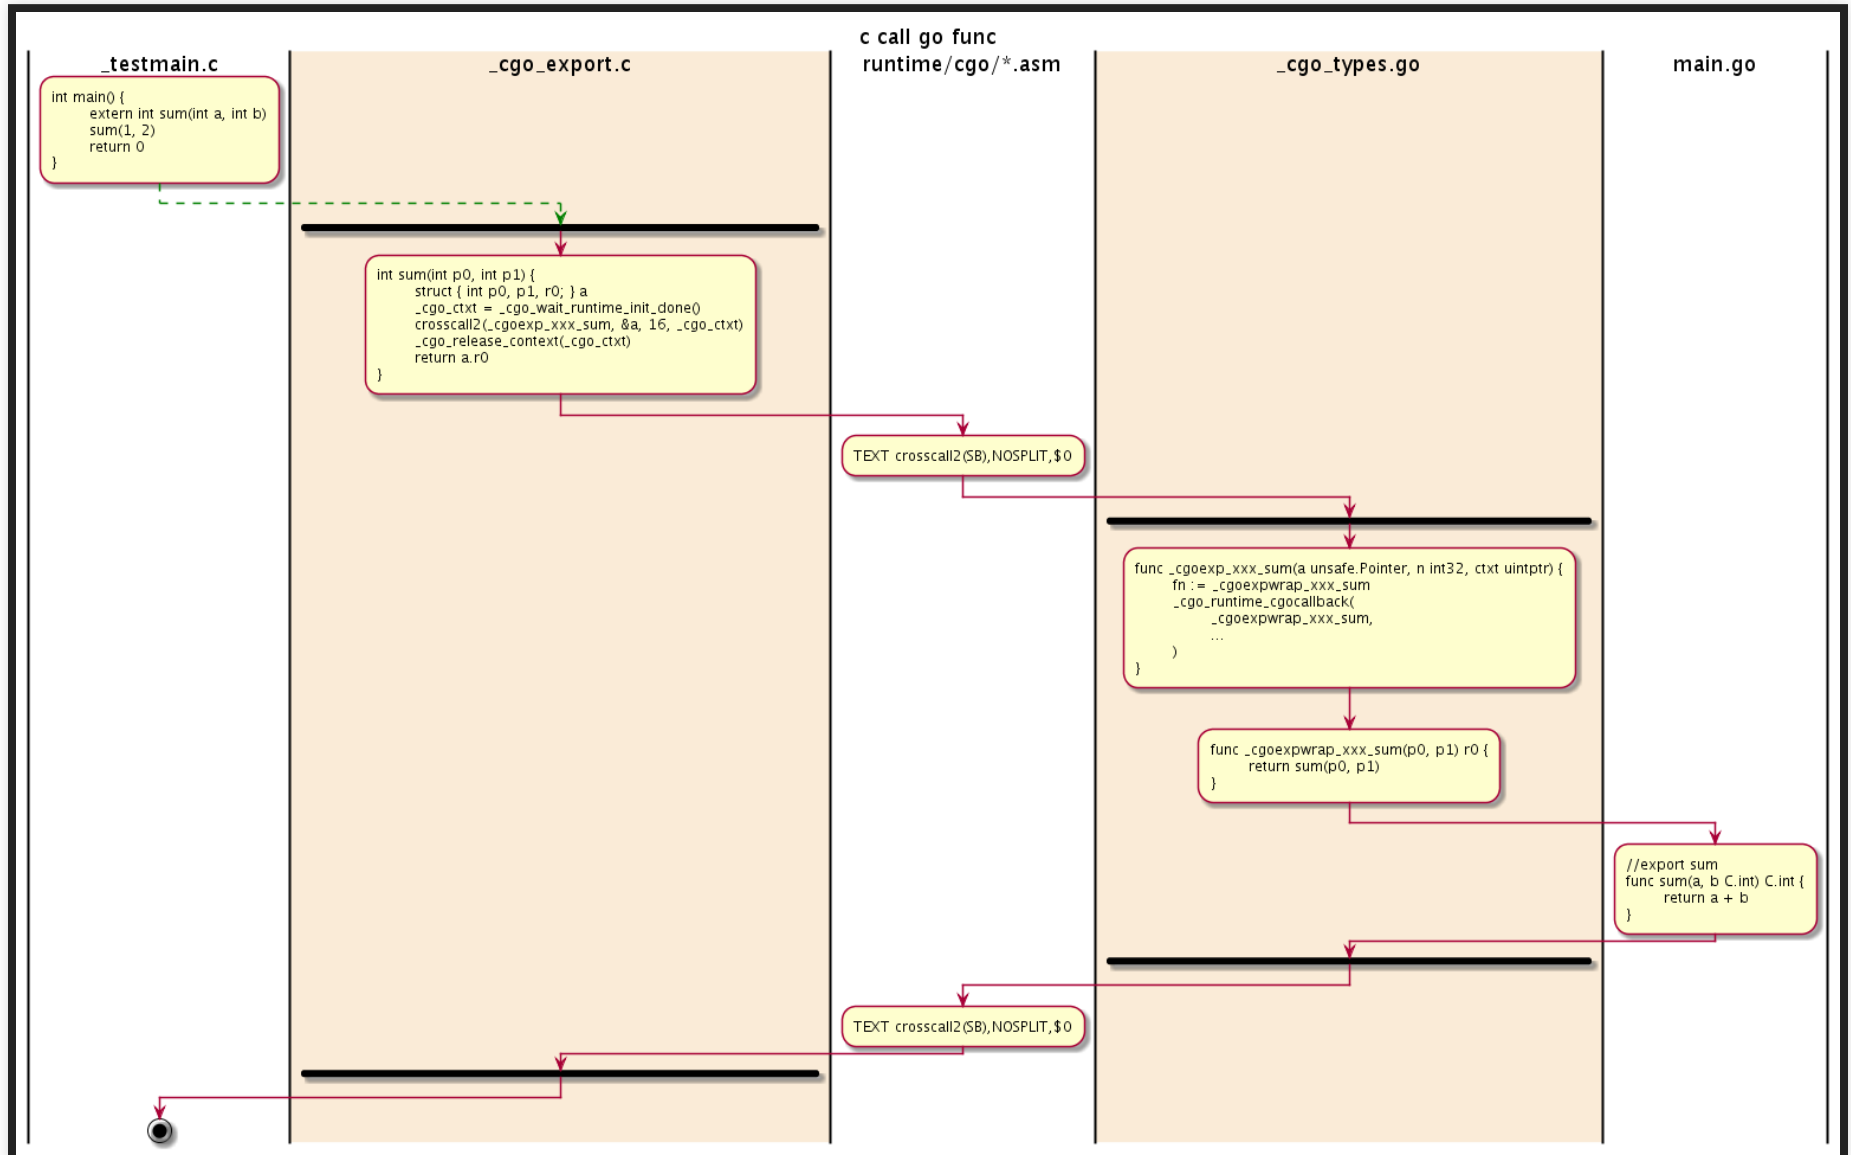 c call go func
_testmain.c
_cgo_export.c
runtime/cgo/*.asm
_cgo_types.go
main.go
int main() {
extern int sum(int a, int b)
sum(1, 2)
return 0
}
int sum(int p0, int p1) {
struct { int p0, p1, r0; } a
_cgo_ctxt = _cgo_wait_runtime_init_done()
crosscall2(_cgoexp_xxx_sum, &a, 16, _cgo_ctxt)
_cgo_release_context(_cgo_ctxt)
return a.r0
}
TEXT crosscall2(SB),NOSPLIT,$0
func _cgoexp_xxx_sum(a unsafe.Pointer, n int32, ctxt uintptr) {
fn := _cgoexpwrap_xxx_sum
_cgo_runtime_cgocallback(
_cgoexpwrap_xxx_sum,
...
)
}
func _cgoexpwrap_xxx_sum(p0, p1) r0 {
return sum(p0, p1)
}
//export sum
func sum(a, b C.int) C.int {
return a + b
}
TEXT crosscall2(SB),NOSPLIT,$0